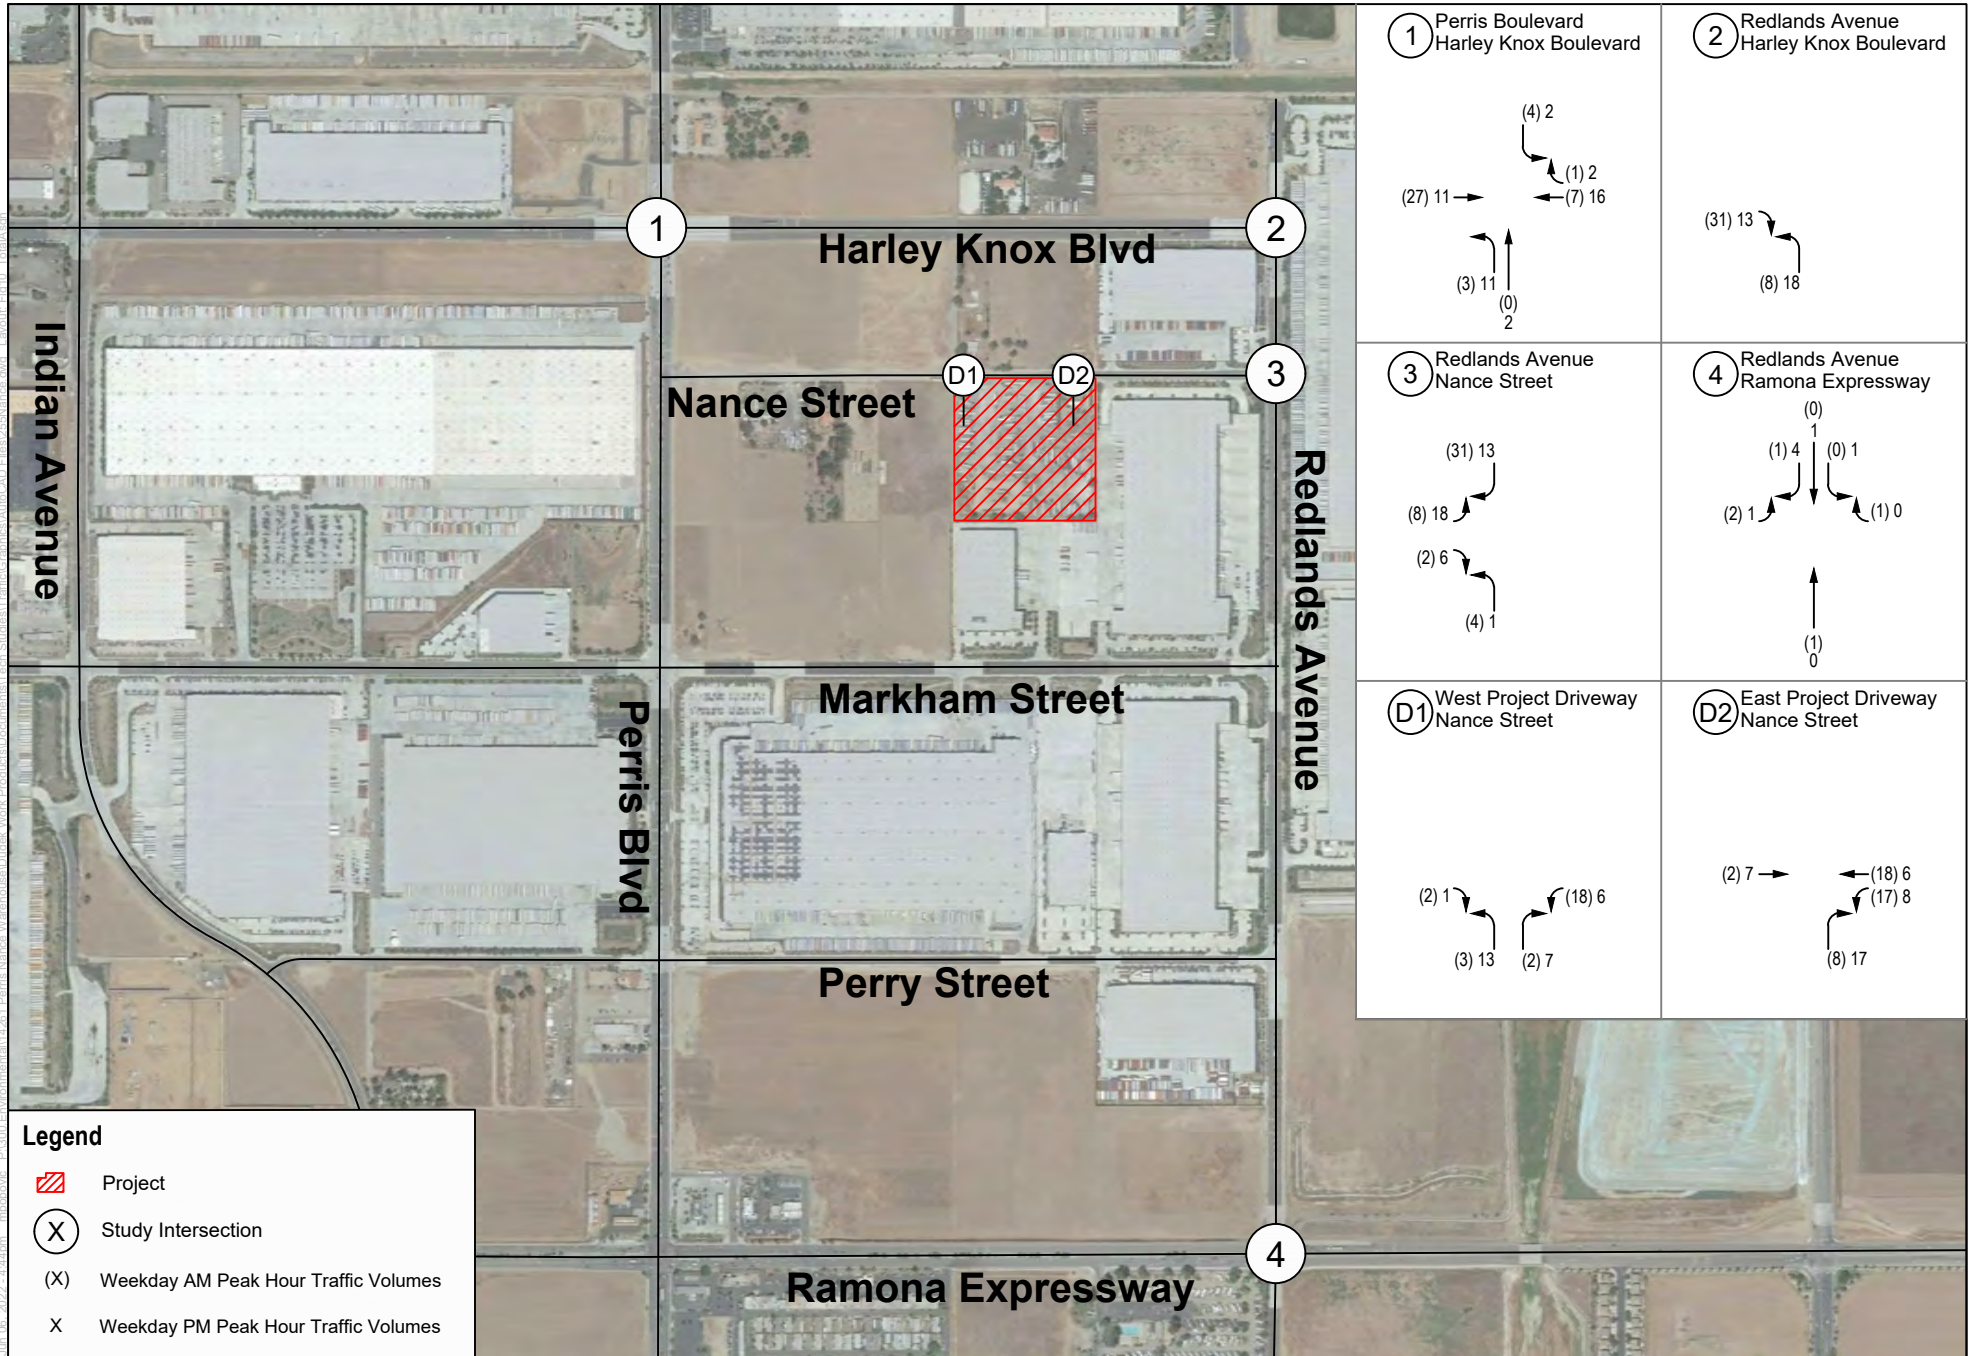 1
Perris Boulevard
Harley Knox Boulevard
(4) 2
(1) 2
(27) 11
(7) 16
(3) 11
(0)
2
2
Redlands Avenue
Harley Knox Boulevard
(31) 13
(8) 18
3
Redlands Avenue
Nance Street
(31) 13
(8) 18
(2) 6
(4) 1
4
Redlands Avenue
Ramona Expressway
(0)
1
(1) 4
(0) 1
(2) 1
(1) 0
(1)
0
D1
West Project Driveway
Nance Street
(2) 1
(18) 6
(3) 13
(2) 7
D2
East Project Driveway
Nance Street
(2) 7
(18) 6
(17) 8
(8) 17
1
2
Harley Knox Blvd
Indian Avenue
D1
D2
3
Nance Street
Redlands Avenue
Markham Street
Perris Blvd
Perry Street
4
Ramona Expressway
Legend
Project
X
Study Intersection
(X)
Weekday AM Peak Hour Traffic Volumes
X
Weekday PM Peak Hour Traffic Volumes